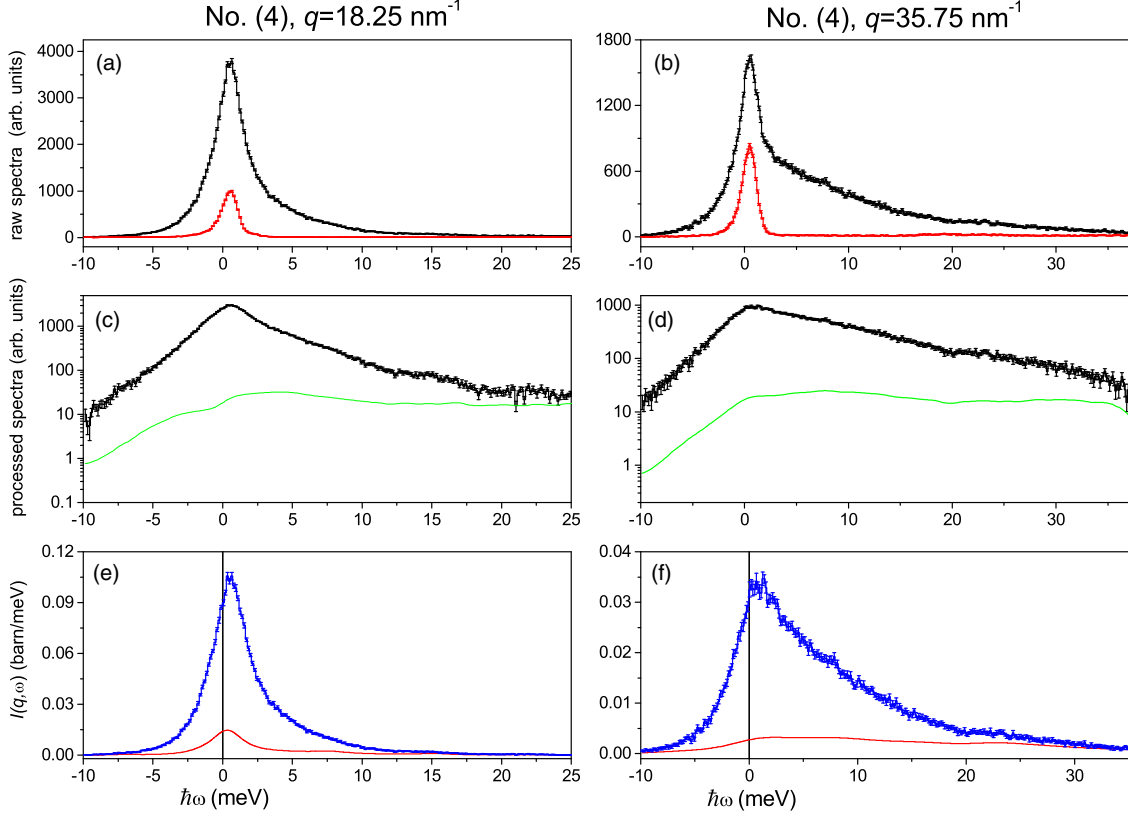 No. (4), q=18.25 nm⁻¹
No. (4), q=35.75 nm⁻¹
raw spectra (arb. units)
(a)
4000
3000
2000
1000
0
-10 -5 0 5 10 15 20 25
(b)
1800
1200
600
0
-10 0 10 20 30
processed spectra (arb. units)
(c)
1000
100
10
1
0.1
-10 -5 0 5 10 15 20 25
(d)
1000
100
10
1
-10 0 10 20 30
I(q,ω) (barn/meV)
(e)
0.12
0.09
0.06
0.03
0.00
-10 -5 0 5 10 15 20 25
ħω (meV)
(f)
0.04
0.03
0.02
0.01
0.00
-10 0 10 20 30
ħω (meV)